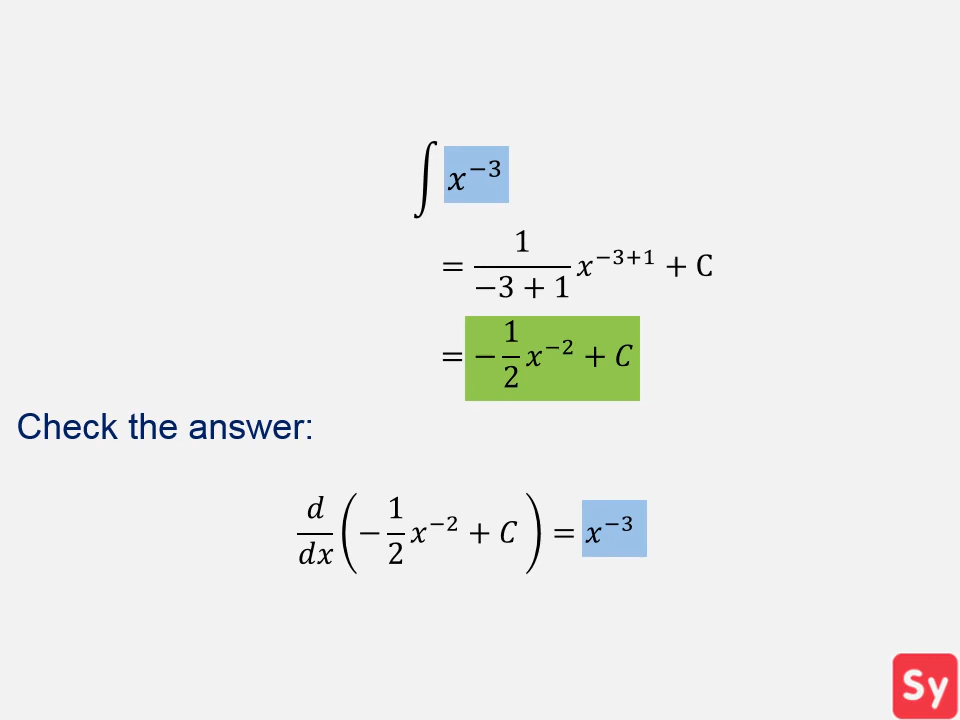 ∫ x⁻³
= 1/(−3 + 1) x⁻³⁺¹ + C
= −1/2 x⁻² + C
Check the answer:
d/dx (−1/2 x⁻² + C) = x⁻³
Sy